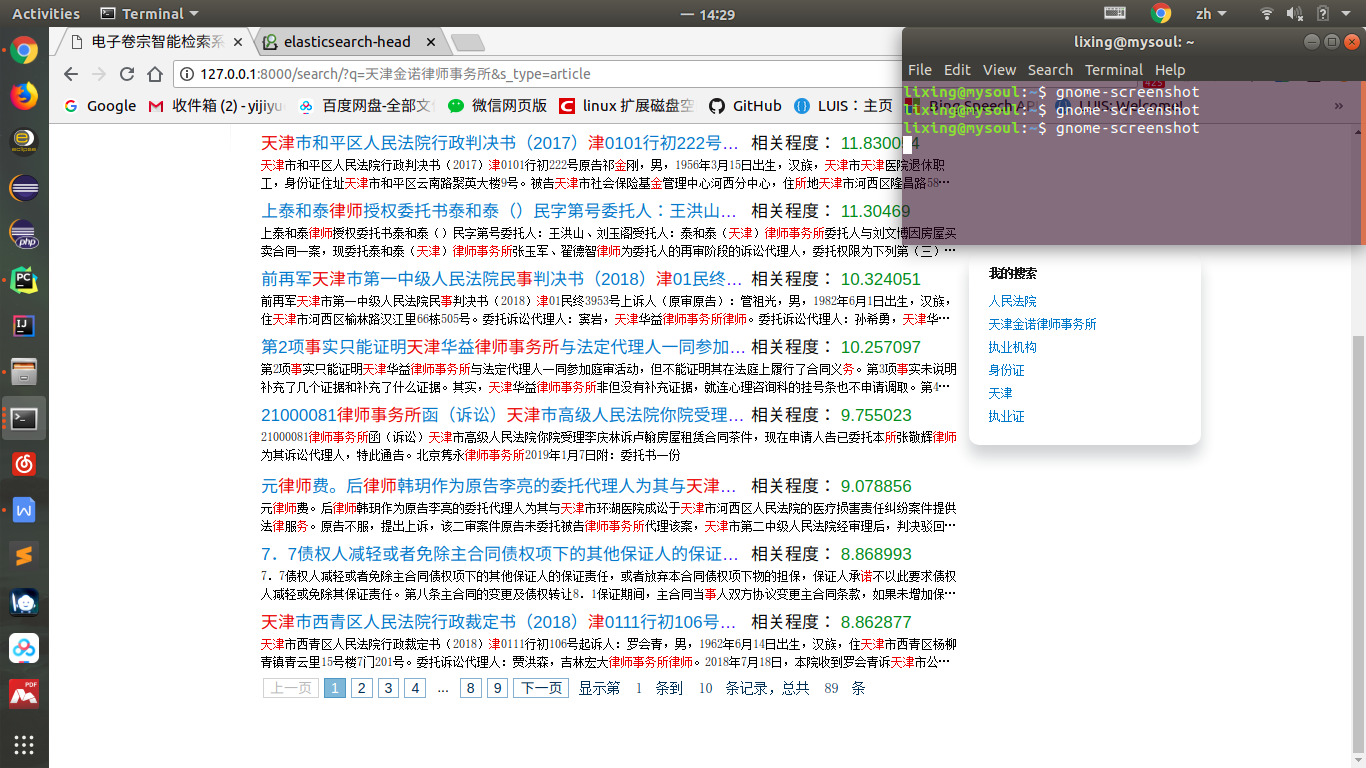 Activities
Terminal
— 14:29
zh
电子卷宗智能检索系
elasticsearch-head
127.0.0.1:8000/search/?q=天津金诺律师事务所&s_type=article
Google
收件箱 (2) - yijiyu
百度网盘-全部文
微信网页版
linux 扩展磁盘空
GitHub
LUIS：主页
»
lixing@mysoul: ~
File Edit View Search Terminal Help
lixing@mysoul:~$ gnome-screenshot
lixing@mysoul:~$ gnome-screenshot
lixing@mysoul:~$ gnome-screenshot
天津市和平区人民法院行政判决书（2017）津0101行初222号… 相关程度：
天津市和平区人民法院行政判决书（2017）津0101行初222号原告祁金刚，男，1956年3月15日出生，汉族，天津市天津医院退休职
工，身份证住址天津市和平区云南路聚英大楼9号。被告天津市社会保险基金管理中心河西分中心，住所地天津市河西区隆昌路58…
上泰和泰律师授权委托书泰和泰（）民字第号委托人：王洪山… 相关程度： 11.30469
上泰和泰律师授权委托书泰和泰（）民字第号委托人：王洪山、刘玉阁受托人：泰和泰（天津）律师事务所委托人与刘文博因房屋买
卖合同一案，现委托泰和泰（天津）律师事务所张玉军、翟德智律师为委托人的再审阶段的诉讼代理人，委托权限为下列第（三）…
前再军天津市第一中级人民法院民事判决书（2018）津01民终… 相关程度： 10.324051
前再军天津市第一中级人民法院民事判决书（2018）津01民终3953号上诉人（原审原告）：管祖光，男，1982年6月1日出生，汉族，
住天津市河西区榆林路汉江里66栋505号。委托诉讼代理人：窦岩，天津华益律师事务所律师。委托诉讼代理人：孙希勇，天津华…
第2项事实只能证明天津华益律师事务所与法定代理人一同参加… 相关程度： 10.257097
第2项事实只能证明天津华益律师事务所与法定代理人一同参加庭审活动，但不能证明其在法庭上履行了合同义务。第3项事实未说明
补充了几个证据和补充了什么证据。其实，天津华益律师事务所非但没有补充证据，就连心理咨询科的挂号条也不申请调取。第4…
21000081律师事务所函（诉讼）天津市高级人民法院你院受理… 相关程度： 9.755023
21000081律师事务所函（诉讼）天津市高级人民法院你院受理李庆林诉卢翰房屋租赁合同茶件，现在申请人告已委托本所张敬辉律师
为其诉讼代理人，特此通告。北京隽永律师事务所2019年1月7日附：委托书一份
元律师费。后律师韩玥作为原告李亮的委托代理人为其与天津… 相关程度： 9.078856
元律师费。后律师韩玥作为原告李亮的委托代理人为其与天津市环湖医院成讼于天津市河西区人民法院的医疗损害责任纠纷案件提供
法律服务。原告不服，提出上诉，该二审案件原告未委托被告律师事务所代理该案，天津市第二中级人民法院经审理后，判决驳回…
7．7债权人减轻或者免除主合同债权项下的其他保证人的保证… 相关程度： 8.868993
7．7债权人减轻或者免除主合同债权项下的其他保证人的保证责任，或者放弃本合同债权项下物的担保，保证人承诺不以此要求债权
人减轻或免除其保证责任。第八条主合同的变更及债权转让8．1保证期间，主合同当事人双方协议变更主合同条款，如果未增加保…
天津市西青区人民法院行政裁定书（2018）津0111行初106号… 相关程度： 8.862877
天津市西青区人民法院行政裁定书（2018）津0111行初106号起诉人：罗会青，男，1962年6月14日出生，汉族，住天津市西青区杨柳
青镇青云里15号楼7门201号。委托诉讼代理人：贾洪森，吉林宏大律师事务所律师。2018年7月18日，本院收到罗会青诉天津市公…
上一页 1 2 3 4 ... 8 9 下一页 显示第 1 条到 10 条记录，总共 89 条
我的搜索
人民法院
天津金诺律师事务所
执业机构
身份证
天津
执业证